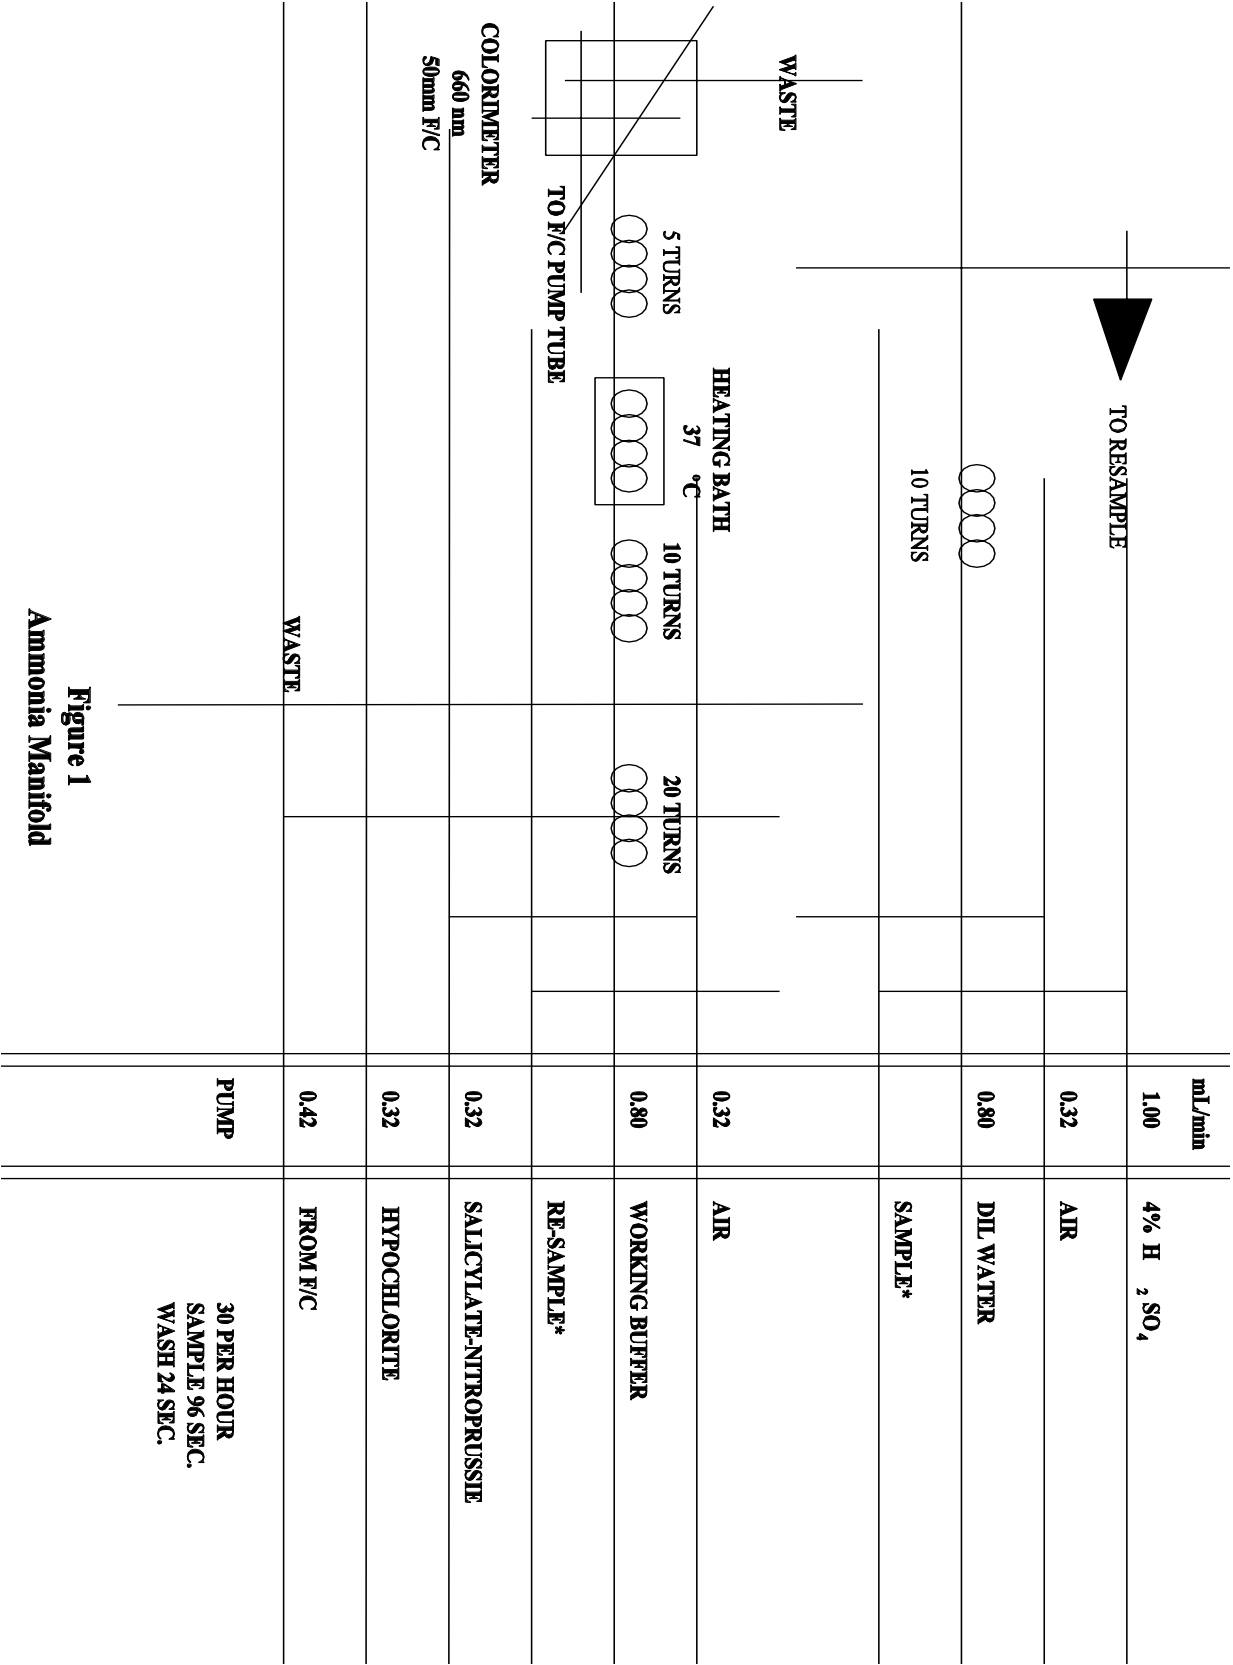 mL/min
1.00 4% H2SO4
TO RESAMPLE
0.32 AIR
10 TURNS
0.80 DIL WATER
SAMPLE*
WASTE
HEATING BATH
37 °C
0.32 AIR
5 TURNS
10 TURNS
20 TURNS
0.80 WORKING BUFFER
TO F/C PUMP TUBE
RE-SAMPLE*
COLORIMETER
660 nm
50mm F/C
0.32 SALICYLATE-NITROPRUSSIE
0.32 HYPOCHLORITE
WASTE
0.42 FROM F/C
PUMP
30 PER HOUR
SAMPLE 96 SEC.
WASH 24 SEC.
Figure 1
Ammonia Manifold